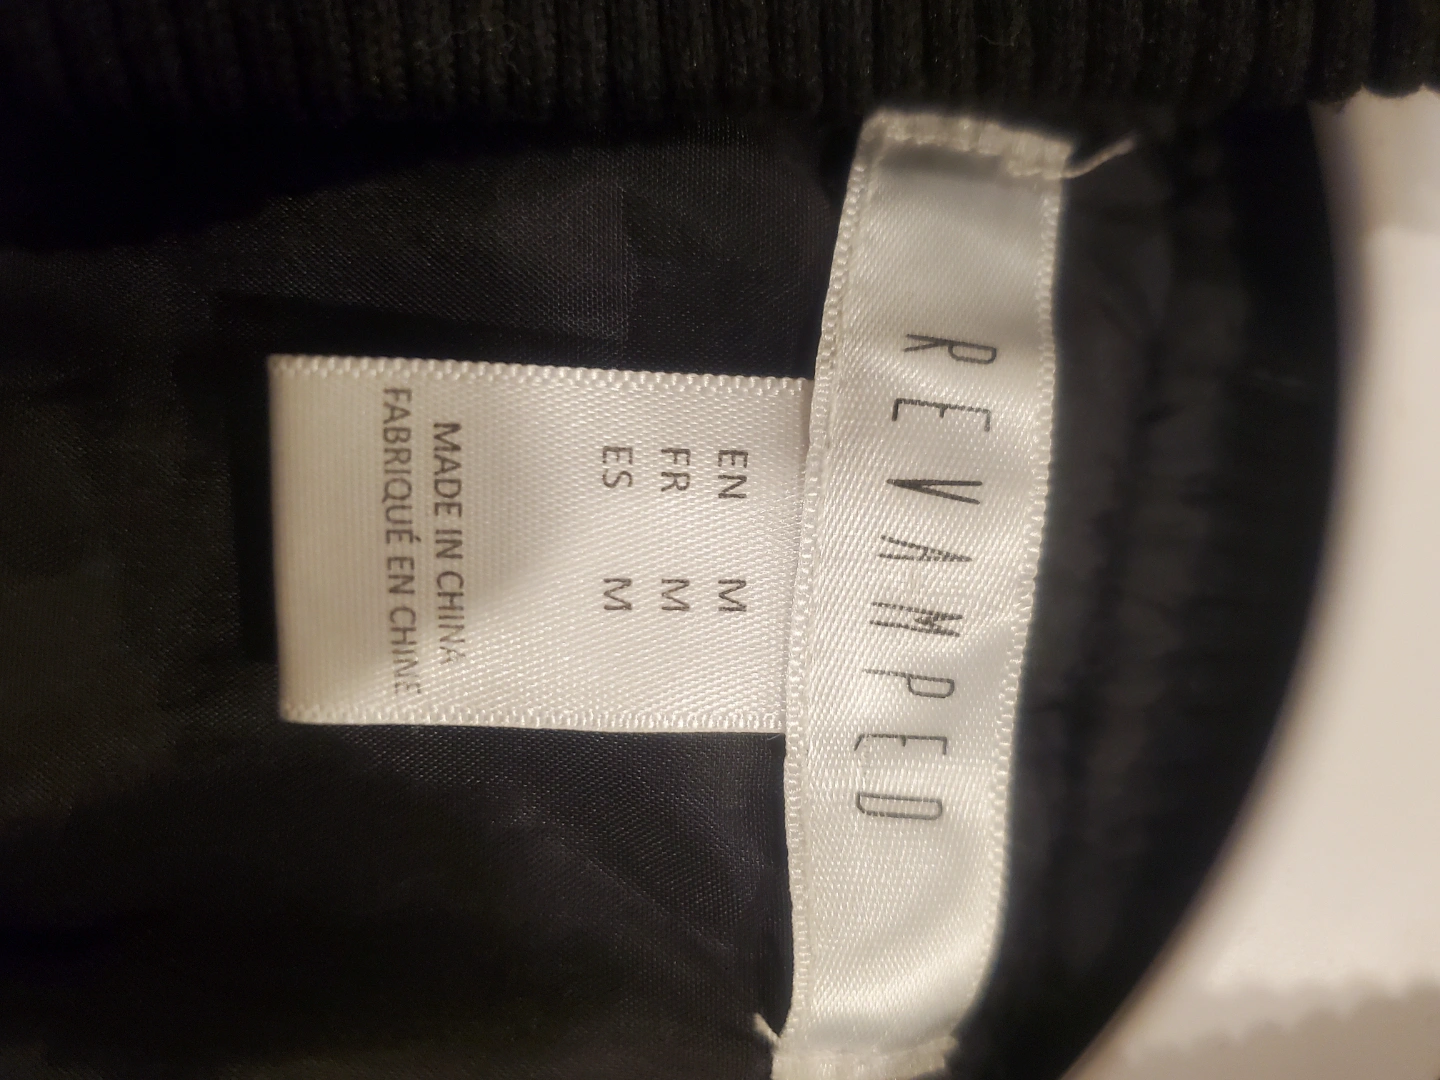 REVAMPED
EN M
FR M
ES M
MADE IN CHINA
FABRIQUÉ EN CHINE